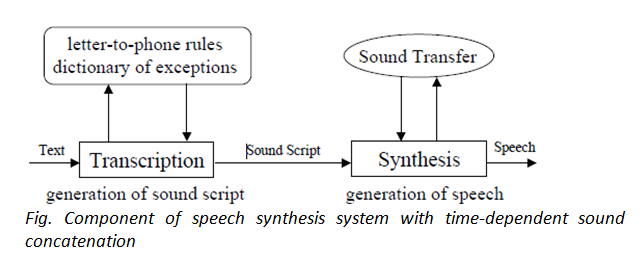 letter-to-phone rules
dictionary of exceptions
Sound Transfer
Text
Transcription
Sound Script
Synthesis
Speech
generation of sound script
generation of speech
Fig. Component of speech synthesis system with time-dependent sound
concatenation